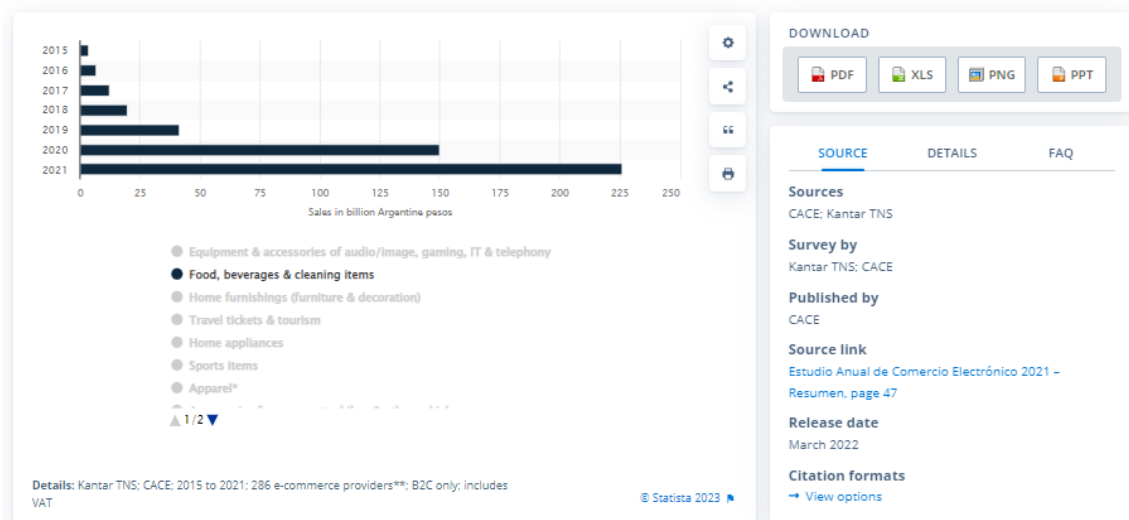 2015
2016
2017
2018
2019
2020
2021
0 25 50 75 100 125 150 175 200 225 250
Sales in billion Argentine pesos
Equipment & accessories of audio/image, gaming, IT & telephony
Food, beverages & cleaning items
Home furnishings (furniture & decoration)
Travel tickets & tourism
Home appliances
Sports items
Apparel*
1/2
Details: Kantar TNS; CACE; 2015 to 2021; 286 e-commerce providers**; B2C only; includes
VAT
© Statista 2023
DOWNLOAD
PDF XLS PNG PPT
SOURCE DETAILS FAQ
Sources
CACE; Kantar TNS
Survey by
Kantar TNS; CACE
Published by
CACE
Source link
Estudio Anual de Comercio Electrónico 2021 –
Resumen, page 47
Release date
March 2022
Citation formats
→ View options